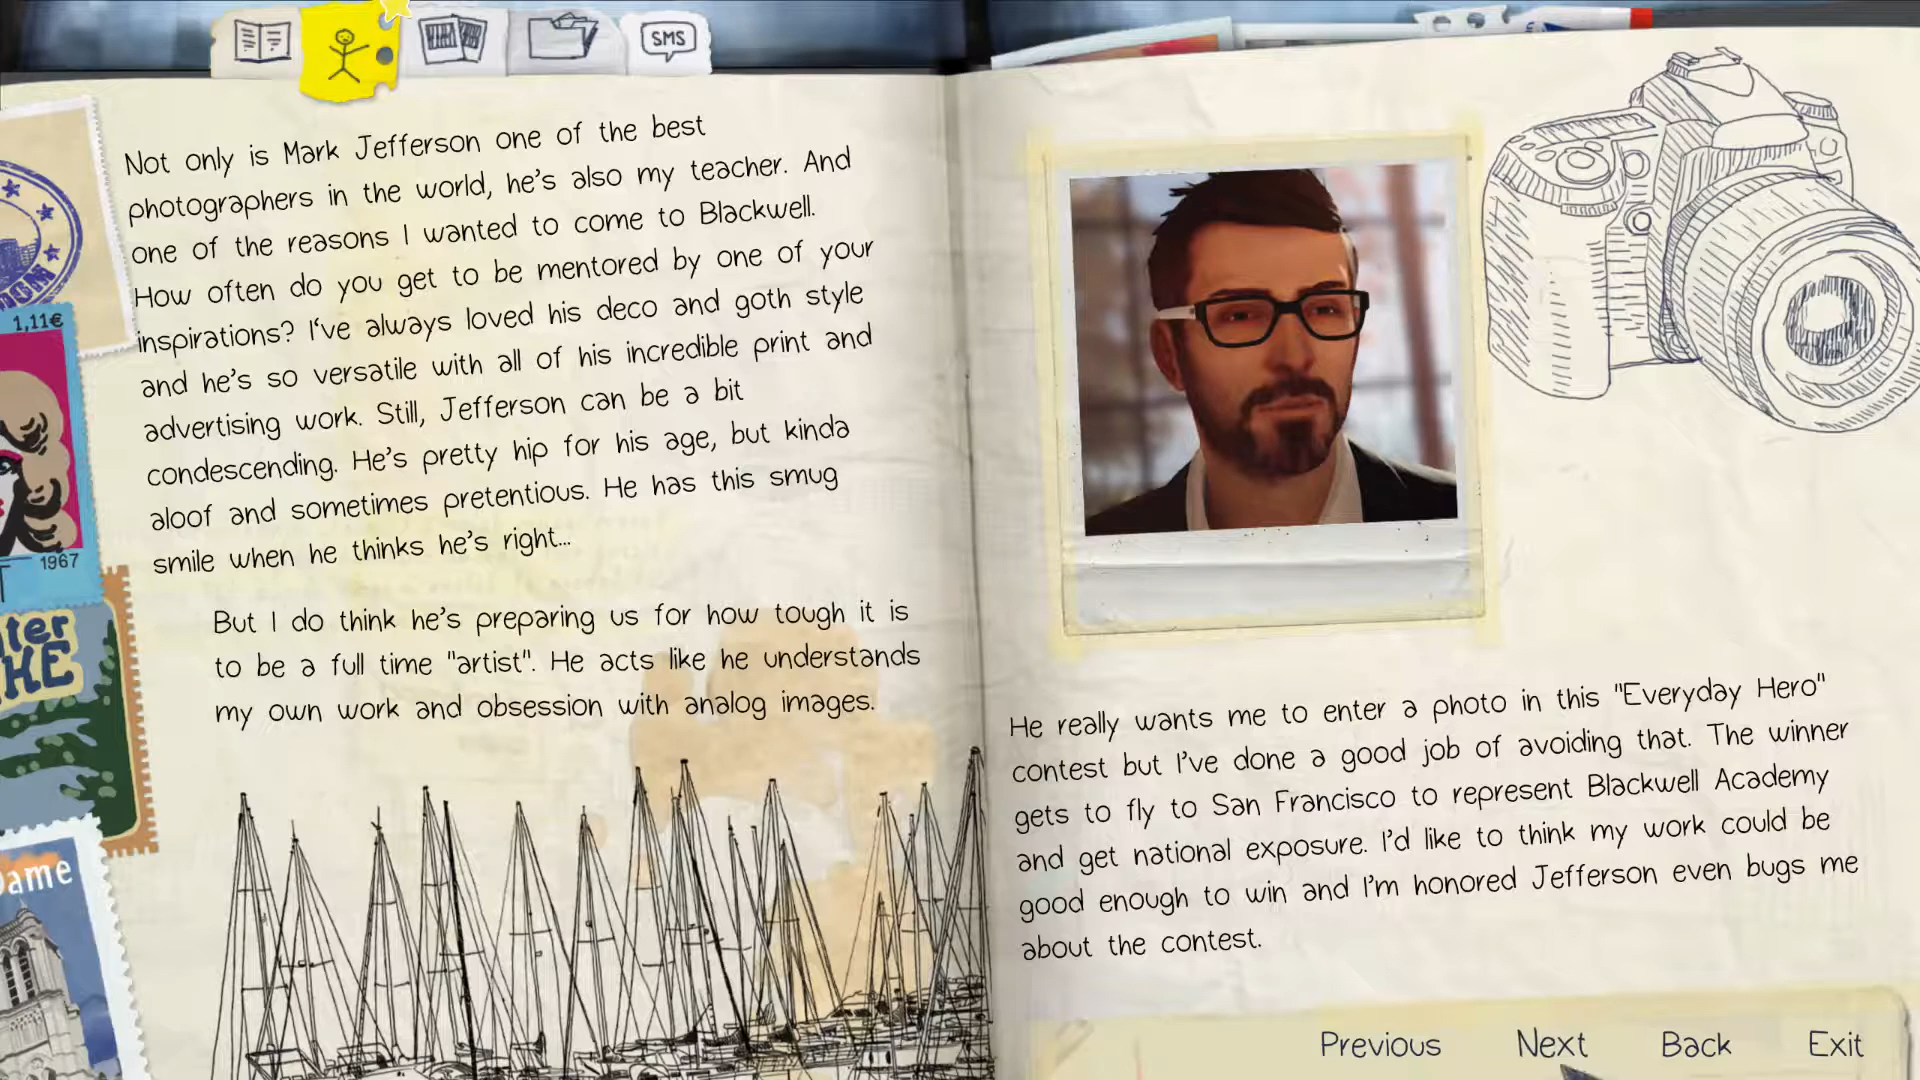 SMS
Not only is Mark Jefferson one of the best
photographers in the world, he's also my teacher. And
one of the reasons I wanted to come to Blackwell.
How often do you get to be mentored by one of your
inspirations? I've always loved his deco and goth style
and he's so versatile with all of his incredible print and
advertising work. Still, Jefferson can be a bit
condescending. He's pretty hip for his age, but kinda
aloof and sometimes pretentious. He has this smug
smile when he thinks he's right...
But I do think he's preparing us for how tough it is
to be a full time "artist". He acts like he understands
my own work and obsession with analog images.
1,11€
1967
ter
KE
Dame
He really wants me to enter a photo in this "Everyday Hero"
contest but I've done a good job of avoiding that. The winner
gets to fly to San Francisco to represent Blackwell Academy
and get national exposure. I'd like to think my work could be
good enough to win and I'm honored Jefferson even bugs me
about the contest.
Previous Next Back Exit